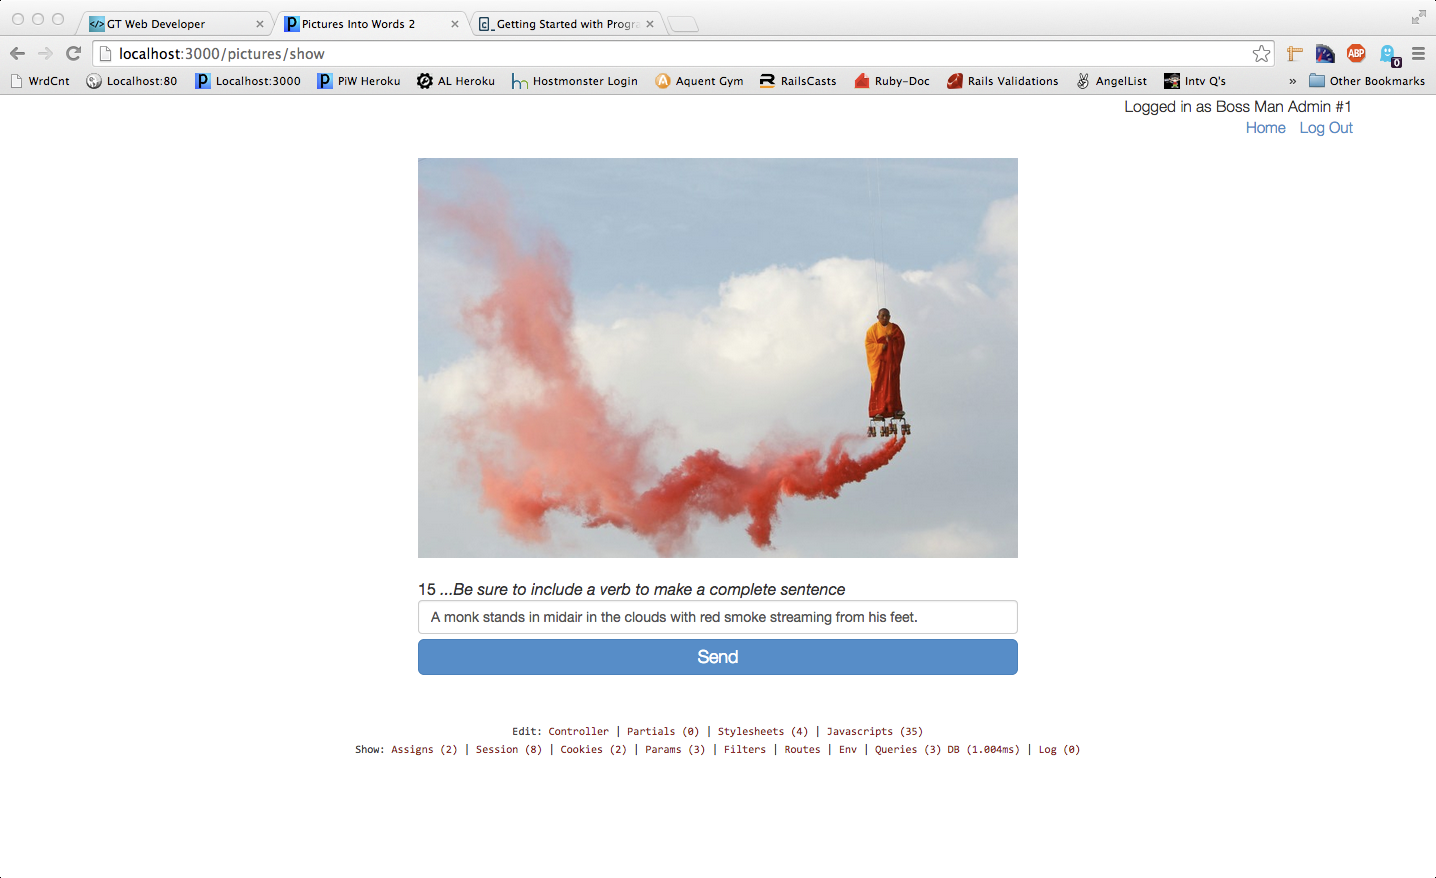 GT Web Developer
Pictures Into Words 2
Getting Started with Progra
localhost:3000/pictures/show
ABP
0
WrdCnt Localhost:80 Localhost:3000 PiW Heroku AL Heroku Hostmonster Login Aquent Gym RailsCasts Ruby-Doc Rails Validations AngelList Intv Q's » Other Bookmarks
Logged in as Boss Man Admin #1
Home Log Out
15 ...Be sure to include a verb to make a complete sentence
A monk stands in midair in the clouds with red smoke streaming from his feet.
Send
Edit: Controller | Partials (0) | Stylesheets (4) | Javascripts (35)
Show: Assigns (2) | Session (8) | Cookies (2) | Params (3) | Filters | Routes | Env | Queries (3) DB (1.004ms) | Log (0)